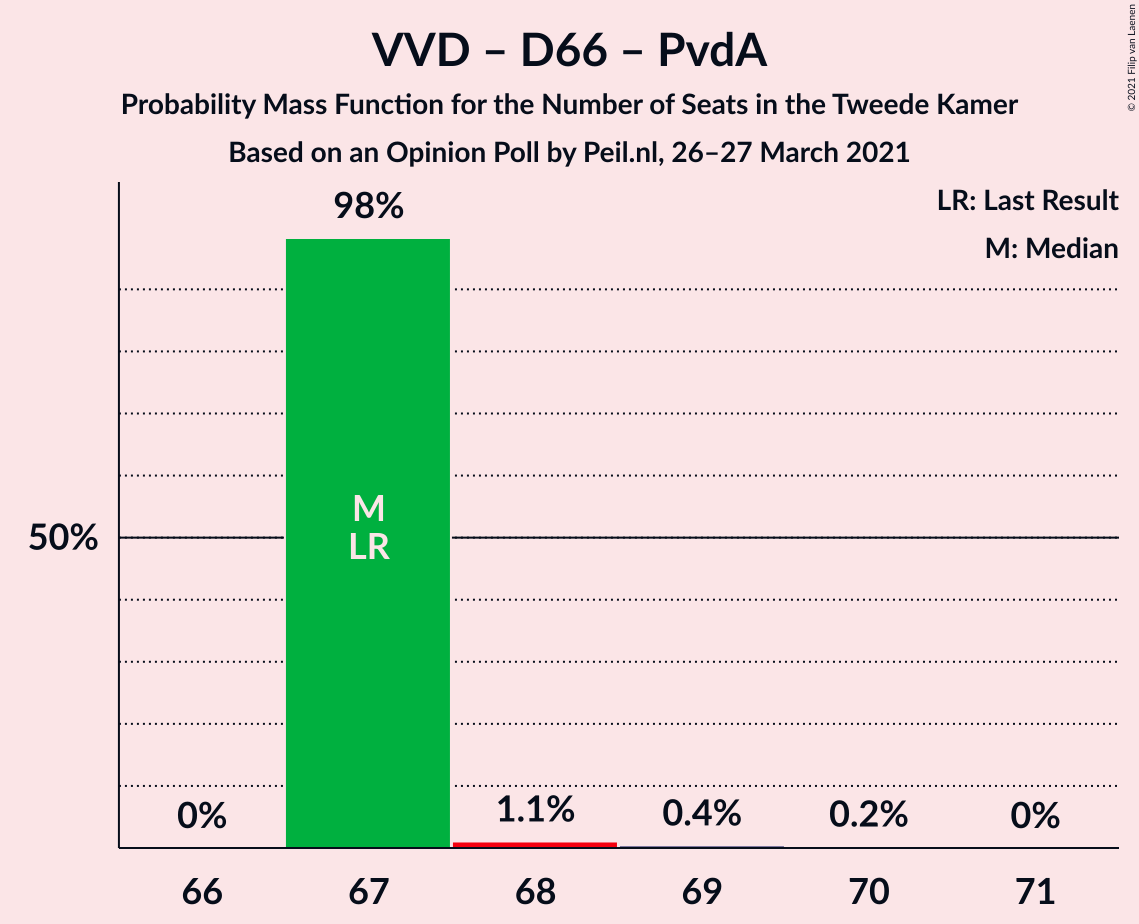 VVD – D66 – PvdA
Probability Mass Function for the Number of Seats in the Tweede Kamer
Based on an Opinion Poll by Peil.nl, 26–27 March 2021
© 2021 Filip van Laenen
LR: Last Result
M: Median
98%
M
LR
50%
0%
1.1%
0.4%
0.2%
0%
66 67 68 69 70 71